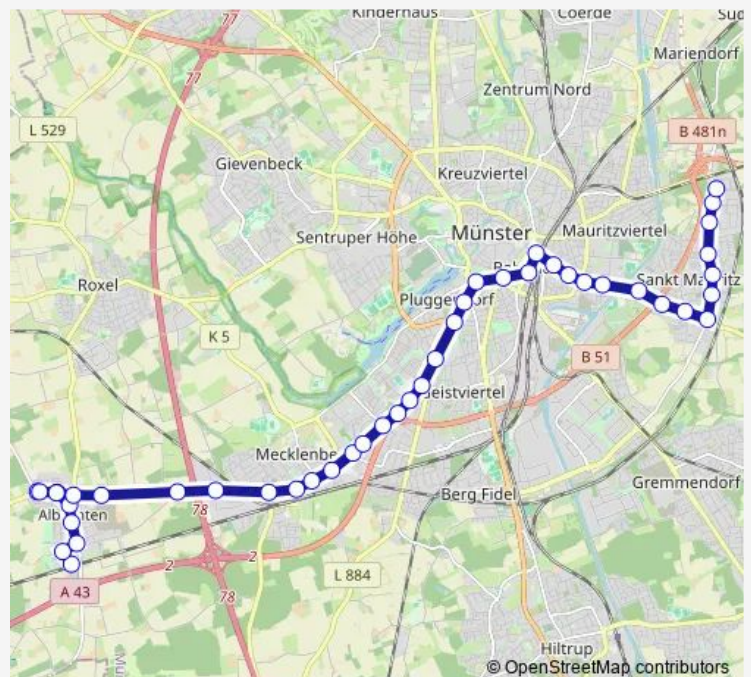 Kinderhaus
Coerde
77
Mariendorf
77
Zentrum Nord
L 529
B 481n
Gievenbeck
Kreuzviertel
Münster
Mauritzviertel
Sentruper Höhe
Roxel
K 5
B 51
Gremmendorf
Berg Fidel
78
A 43
2
2
L 884
78
Hiltrup
© OpenStreetMap contributors